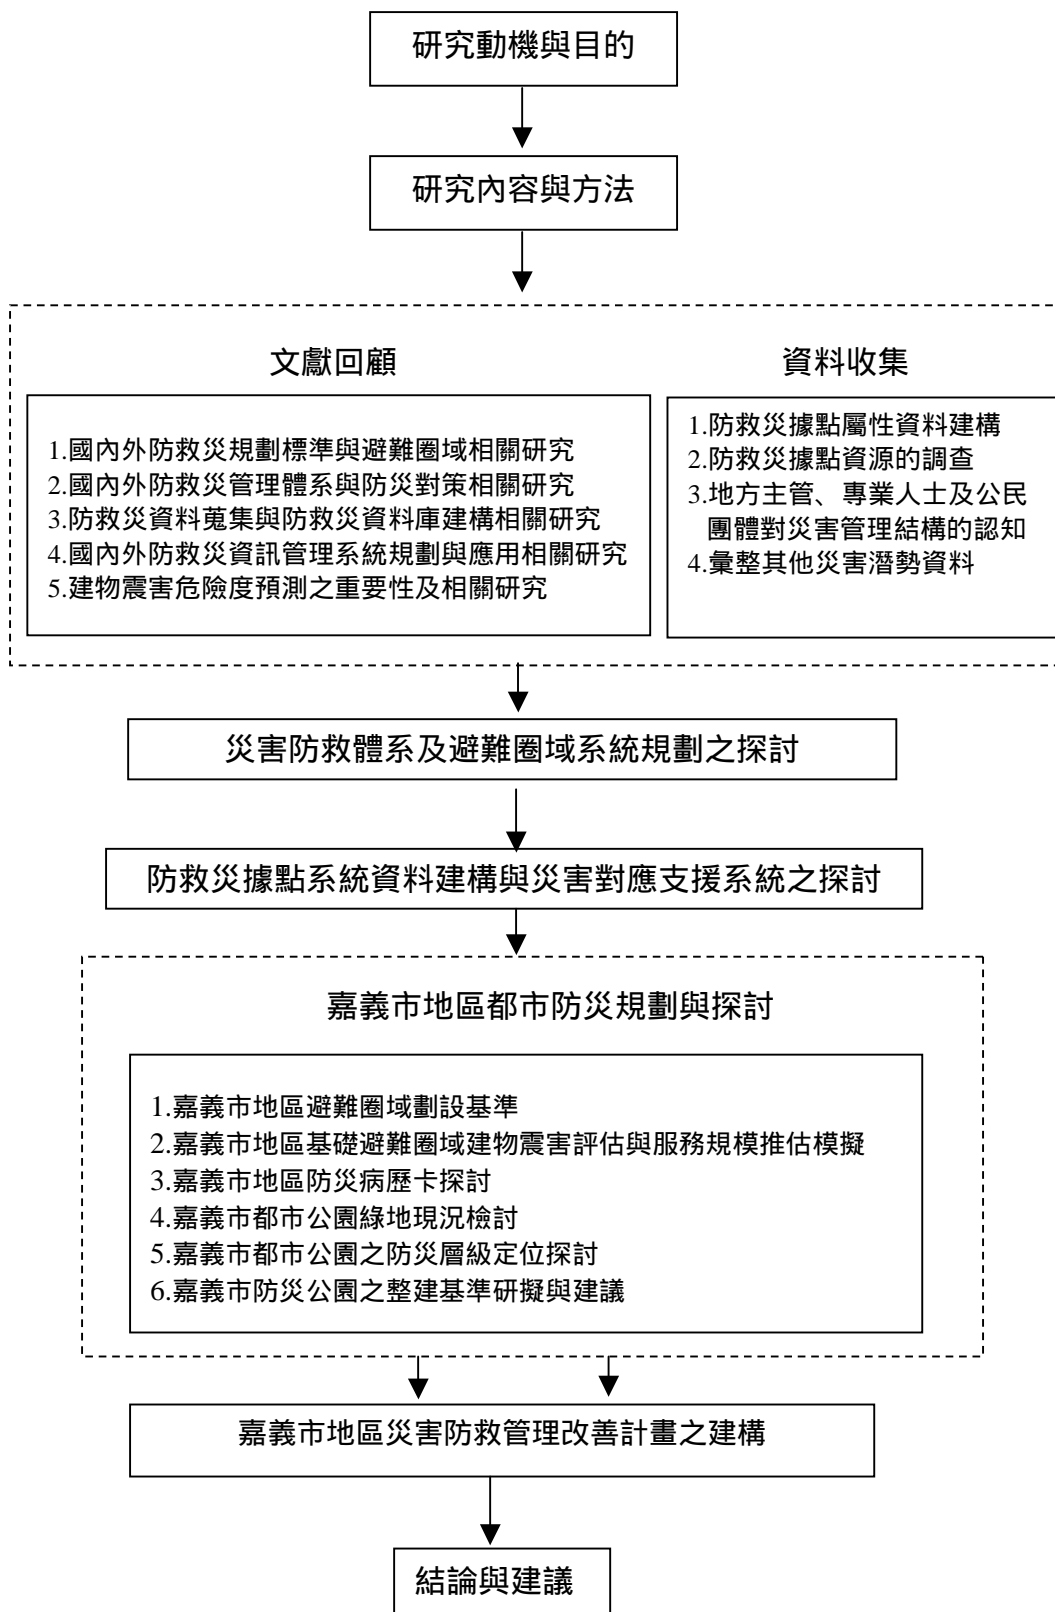 研究動機與目的
研究內容與方法
文獻回顧
1.國內外防救災規劃標準與避難圈域相關研究
2.國內外防救災管理體系與防災對策相關研究
3.防救災資料蒐集與防救災資料庫建構相關研究
4.國內外防救災資訊管理系統規劃與應用相關研究
5.建物震害危險度預測之重要性及相關研究
資料收集
1.防救災據點屬性資料建構
2.防救災據點資源的調查
3.地方主管、專業人士及公民
團體對災害管理結構的認知
4.彙整其他災害潛勢資料
災害防救體系及避難圈域系統規劃之探討
防救災據點系統資料建構與災害對應支援系統之探討
嘉義市地區都市防災規劃與探討
1.嘉義市地區避難圈域劃設基準
2.嘉義市地區基礎避難圈域建物震害評估與服務規模推估模擬
3.嘉義市地區防災病歷卡探討
4.嘉義市都市公園綠地現況檢討
5.嘉義市都市公園之防災層級定位探討
6.嘉義市防災公園之整建基準研擬與建議
嘉義市地區災害防救管理改善計畫之建構
結論與建議